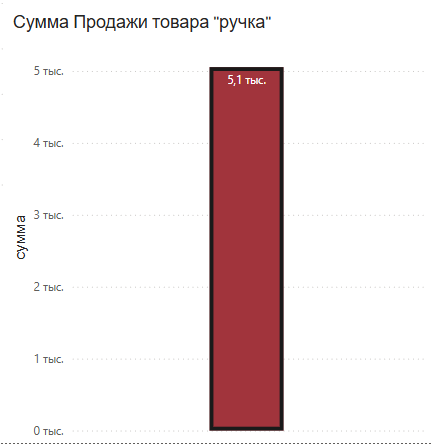 Сумма Продажи товара "ручка"
5 тыс.
5,1 тыс.
4 тыс.
3 тыс.
сумма
2 тыс.
1 тыс.
0 тыс.